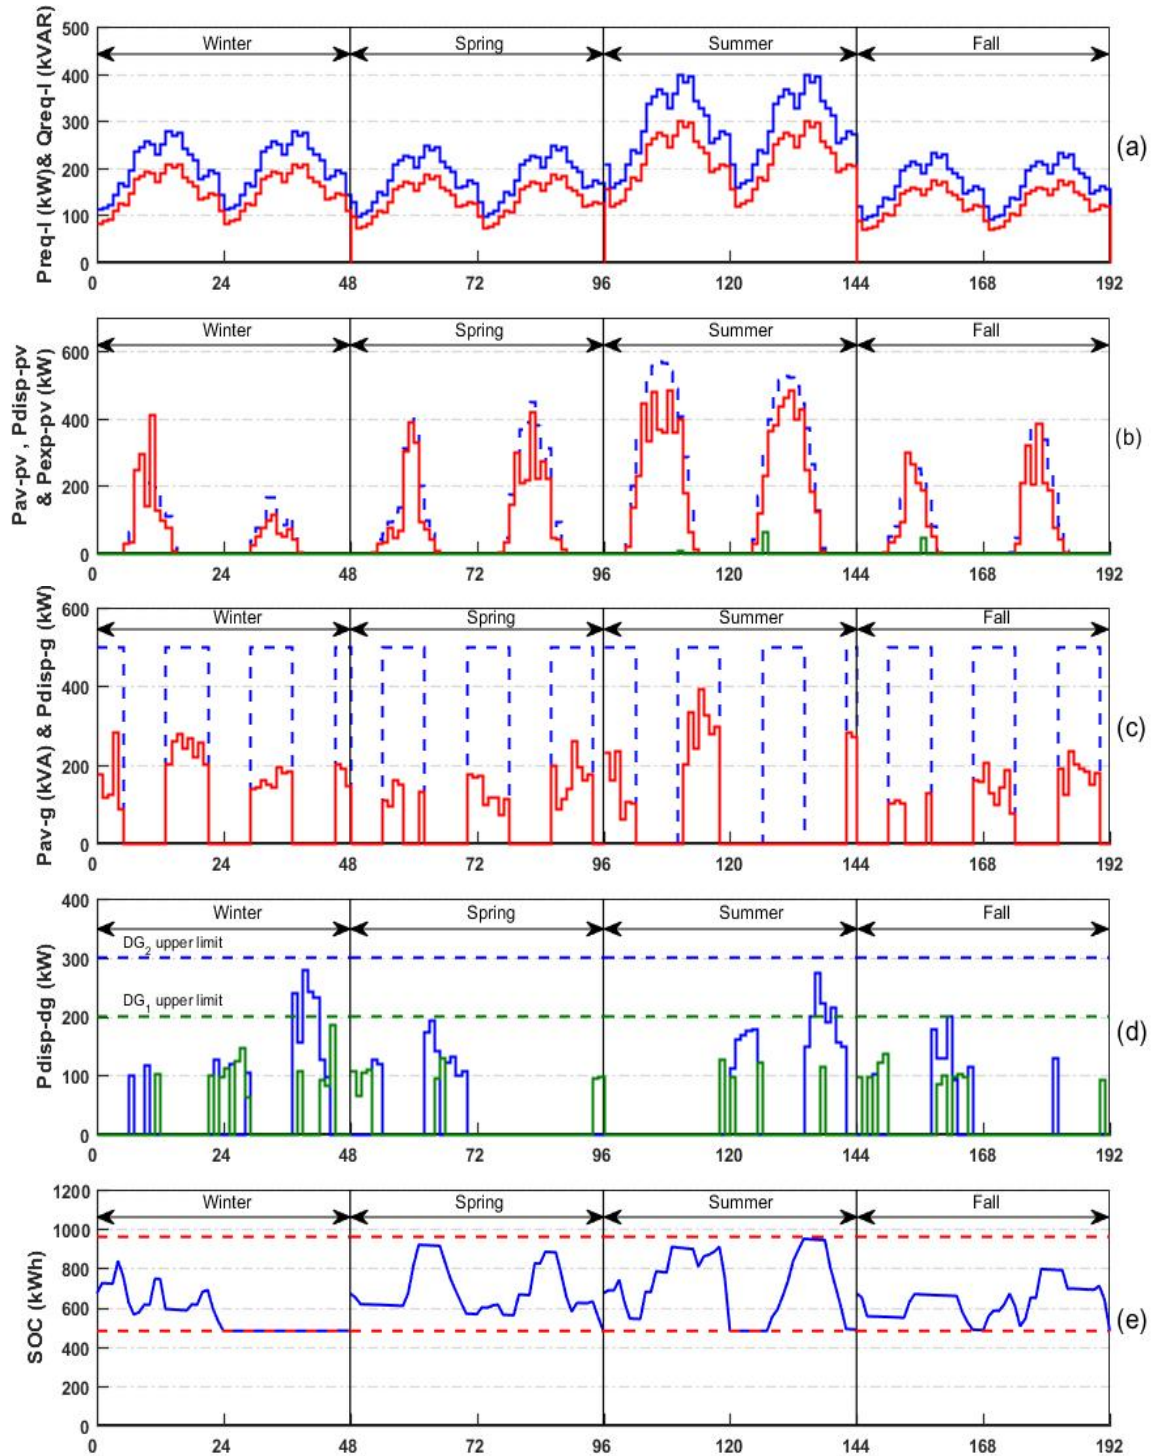 Preq-l (kW)& Qreq-l (kVAR)
500
400
300
200
100
0
Winter Spring Summer Fall
(a)
0 24 48 72 96 120 144 168 192
Pav-pv , Pdisp-pv
& Pexp-pv (kW)
600
400
200
0
Winter Spring Summer Fall
(b)
0 24 48 72 96 120 144 168 192
Pav-g (kVA) & Pdisp-g (kW)
600
400
200
0
Winter Spring Summer Fall
(c)
0 24 48 72 96 120 144 168 192
Pdisp-dg (kW)
400
300
200
100
0
Winter Spring Summer Fall
DG2 upper limit
DG1 upper limit
(d)
0 24 48 72 96 120 144 168 192
SOC (kWh)
1200
1000
800
600
400
200
0
Winter Spring Summer Fall
(e)
0 24 48 72 96 120 144 168 192